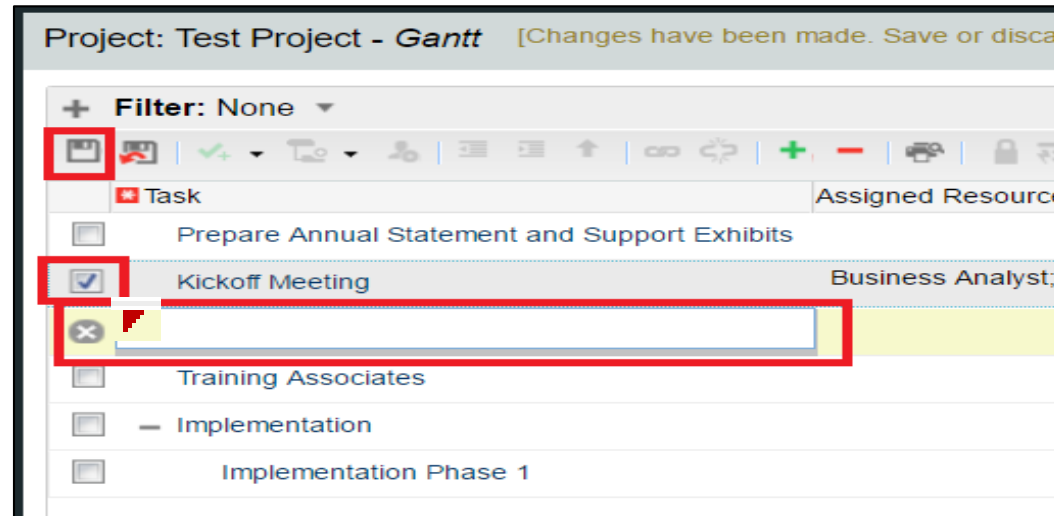 Project: Test Project - Gantt [Changes have been made. Save or disca
Filter: None
Task Assigned Resource
Prepare Annual Statement and Support Exhibits
Kickoff Meeting Business Analyst;
Training Associates
Implementation
Implementation Phase 1